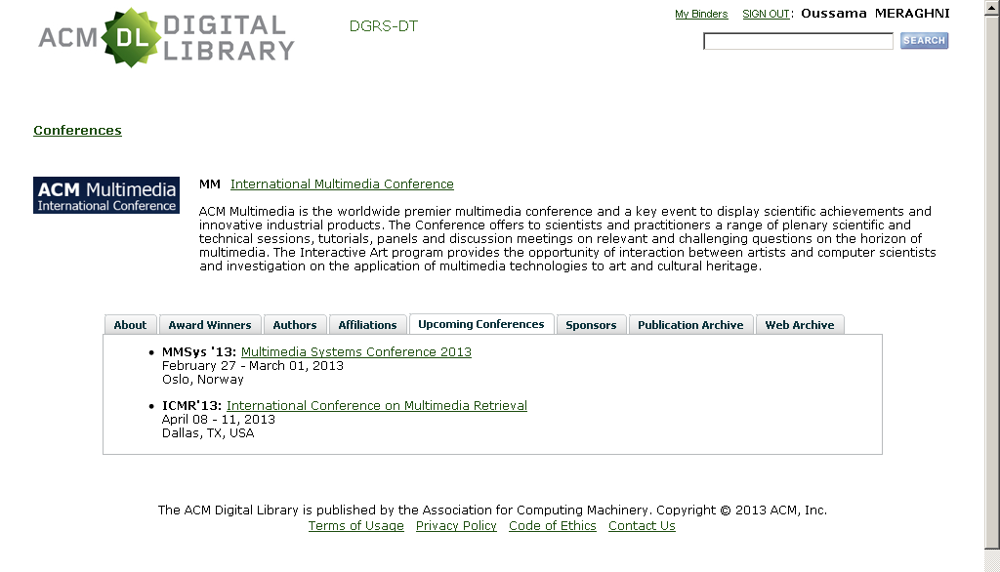 ACM DL DIGITAL LIBRARY
DGRS-DT
My Binders SIGN OUT: Oussama MERAGHNI
SEARCH
Conferences
ACM Multimedia
International Conference
MM International Multimedia Conference
ACM Multimedia is the worldwide premier multimedia conference and a key event to display scientific achievements and
innovative industrial products. The Conference offers to scientists and practitioners a range of plenary scientific and
technical sessions, tutorials, panels and discussion meetings on relevant and challenging questions on the horizon of
multimedia. The Interactive Art program provides the opportunity of interaction between artists and computer scientists
and investigation on the application of multimedia technologies to art and cultural heritage.
About Award Winners Authors Affiliations Upcoming Conferences Sponsors Publication Archive Web Archive
• MMSys '13: Multimedia Systems Conference 2013
February 27 - March 01, 2013
Oslo, Norway
• ICMR'13: International Conference on Multimedia Retrieval
April 08 - 11, 2013
Dallas, TX, USA
The ACM Digital Library is published by the Association for Computing Machinery. Copyright © 2013 ACM, Inc.
Terms of Usage Privacy Policy Code of Ethics Contact Us